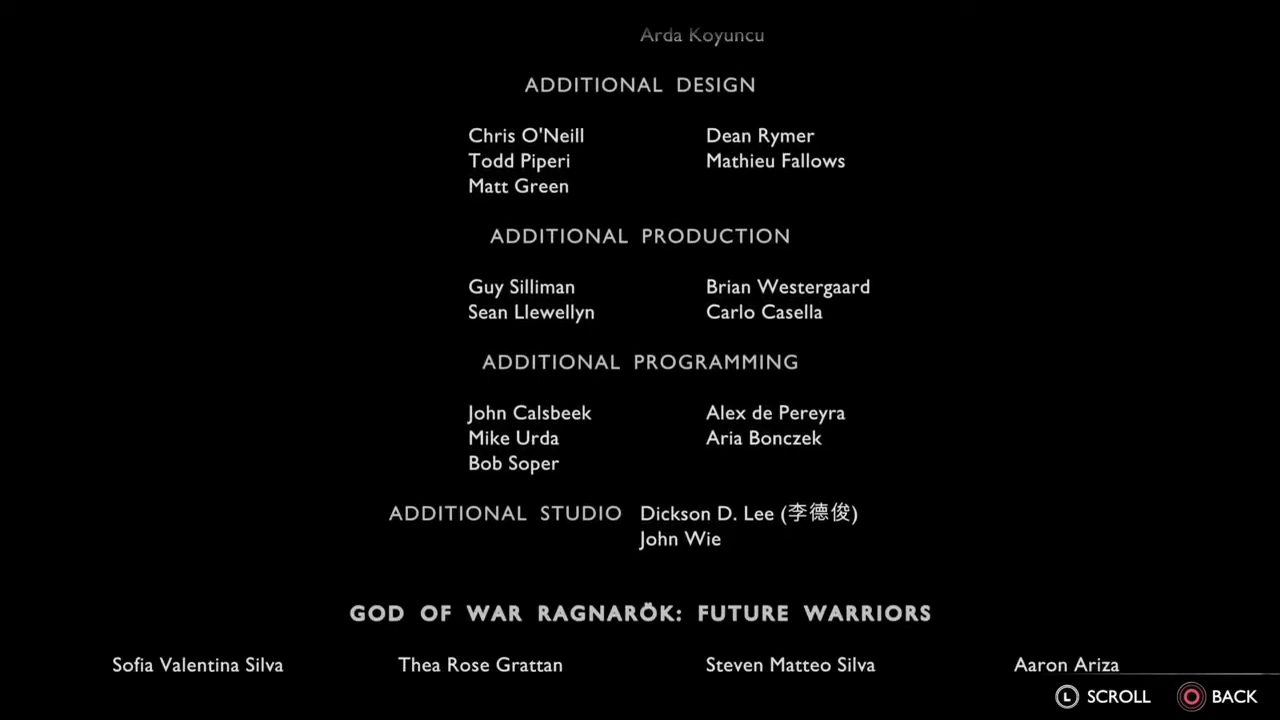 Arda Koyuncu
ADDITIONAL DESIGN
Chris O'Neill Dean Rymer
Todd Piperi Mathieu Fallows
Matt Green
ADDITIONAL PRODUCTION
Guy Silliman Brian Westergaard
Sean Llewellyn Carlo Casella
ADDITIONAL PROGRAMMING
John Calsbeek Alex de Pereyra
Mike Urda Aria Bonczek
Bob Soper
ADDITIONAL STUDIO Dickson D. Lee (李德俊)
John Wie
GOD OF WAR RAGNARÖK: FUTURE WARRIORS
Sofia Valentina Silva Thea Rose Grattan Steven Matteo Silva Aaron Ariza
L SCROLL BACK